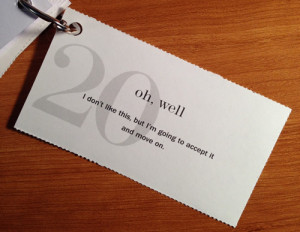 20
oh, well
I don't like this, but I'm going to accept it
and move on.